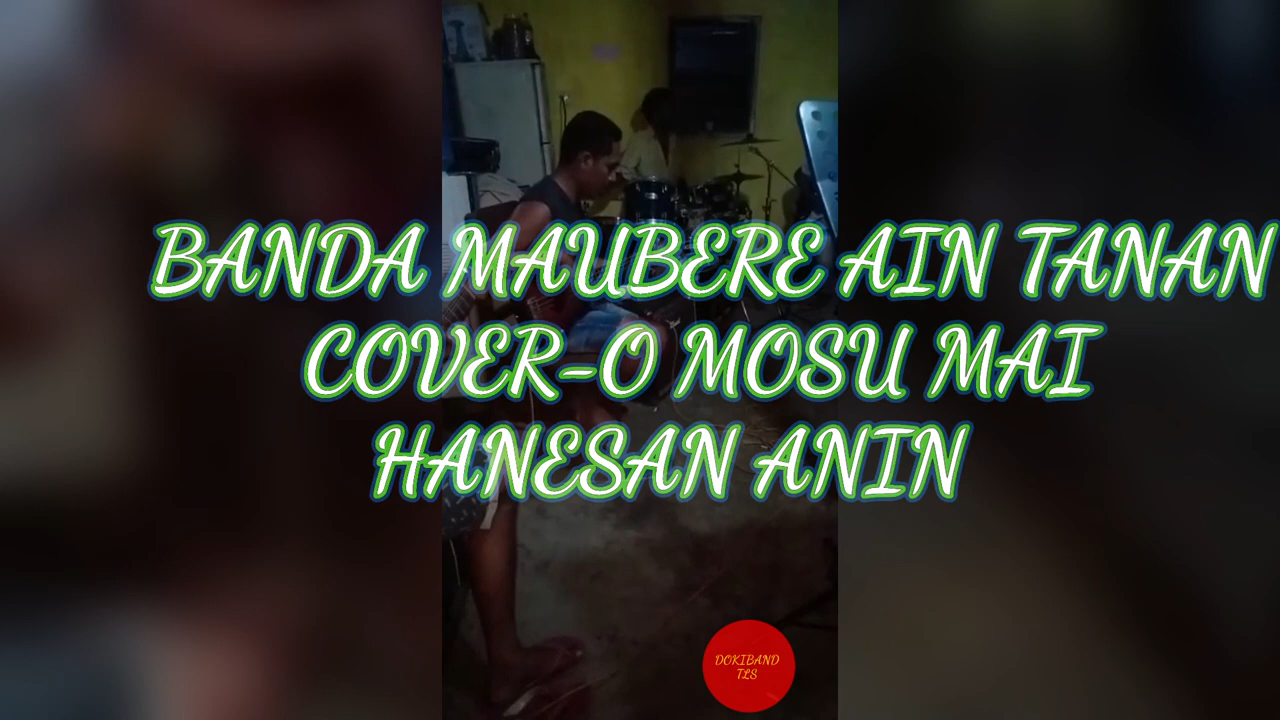 BANDA MAUBERE AIN TANAN
COVER-O MOSU MAI
HANESAN ANIN
DOKIBAND
TLS